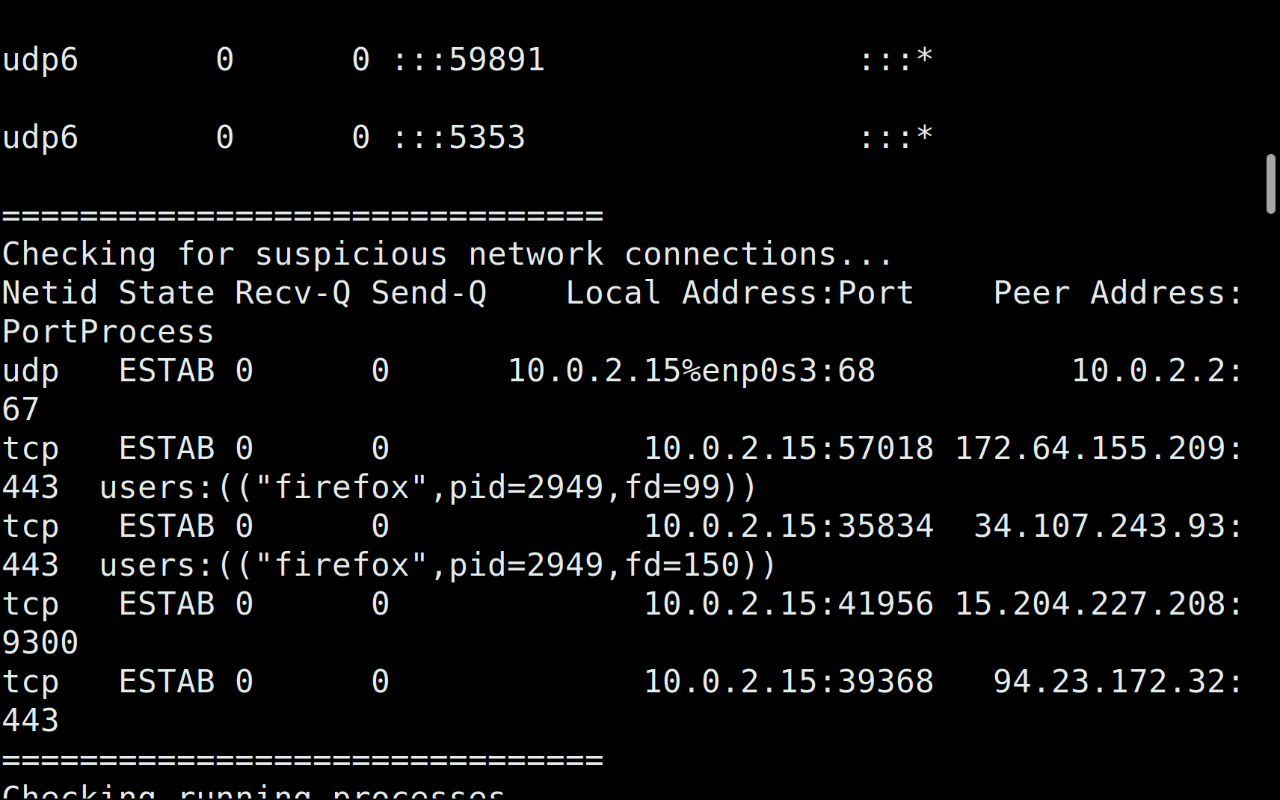 udp6       0      0 :::59891                :::*
udp6       0      0 :::5353                 :::*
===============================
Checking for suspicious network connections...
Netid State Recv-Q Send-Q    Local Address:Port    Peer Address:
PortProcess
udp   ESTAB 0      0      10.0.2.15%enp0s3:68          10.0.2.2:
67
tcp   ESTAB 0      0             10.0.2.15:57018 172.64.155.209:
443  users:(("firefox",pid=2949,fd=99))
tcp   ESTAB 0      0             10.0.2.15:35834  34.107.243.93:
443  users:(("firefox",pid=2949,fd=150))
tcp   ESTAB 0      0             10.0.2.15:41956 15.204.227.208:
9300
tcp   ESTAB 0      0             10.0.2.15:39368   94.23.172.32:
443
===============================
Checking running processes